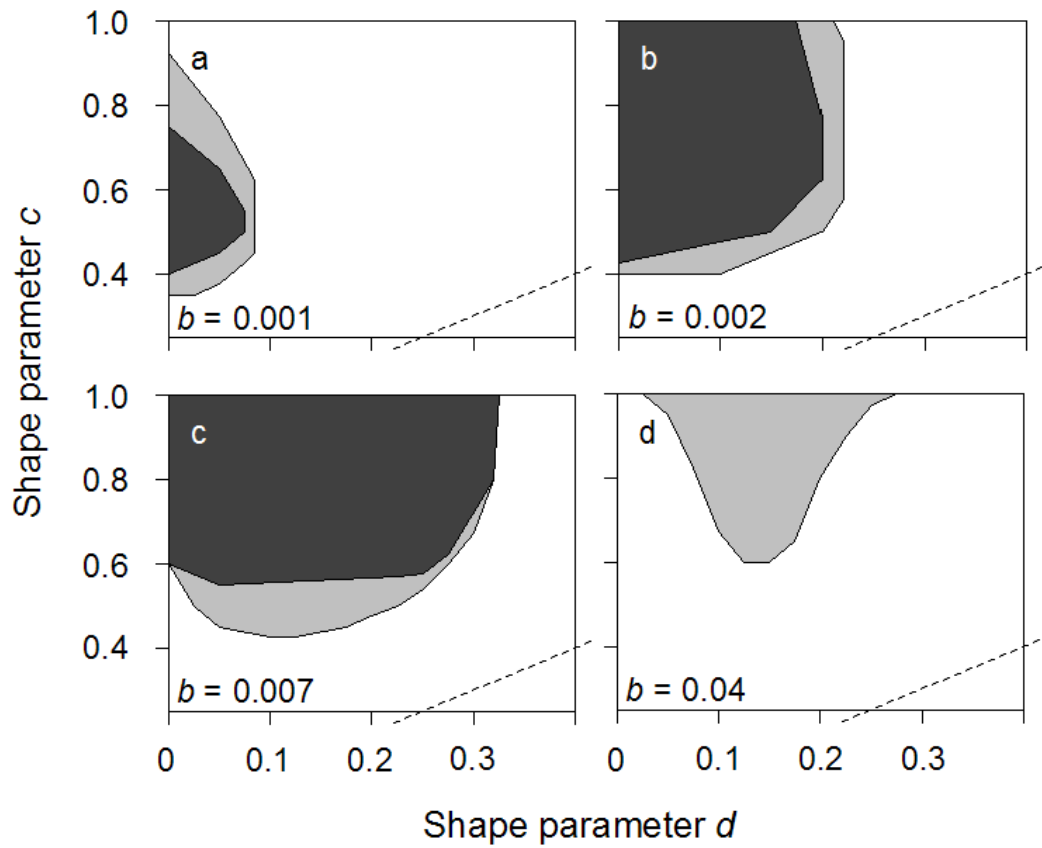 Shape parameter c
1.0
0.8
0.6
0.4
a
b = 0.001
b
b = 0.002
Shape parameter c
1.0
0.8
0.6
0.4
c
b = 0.007
d
b = 0.04
0 0.1 0.2 0.3
0 0.1 0.2 0.3
Shape parameter d